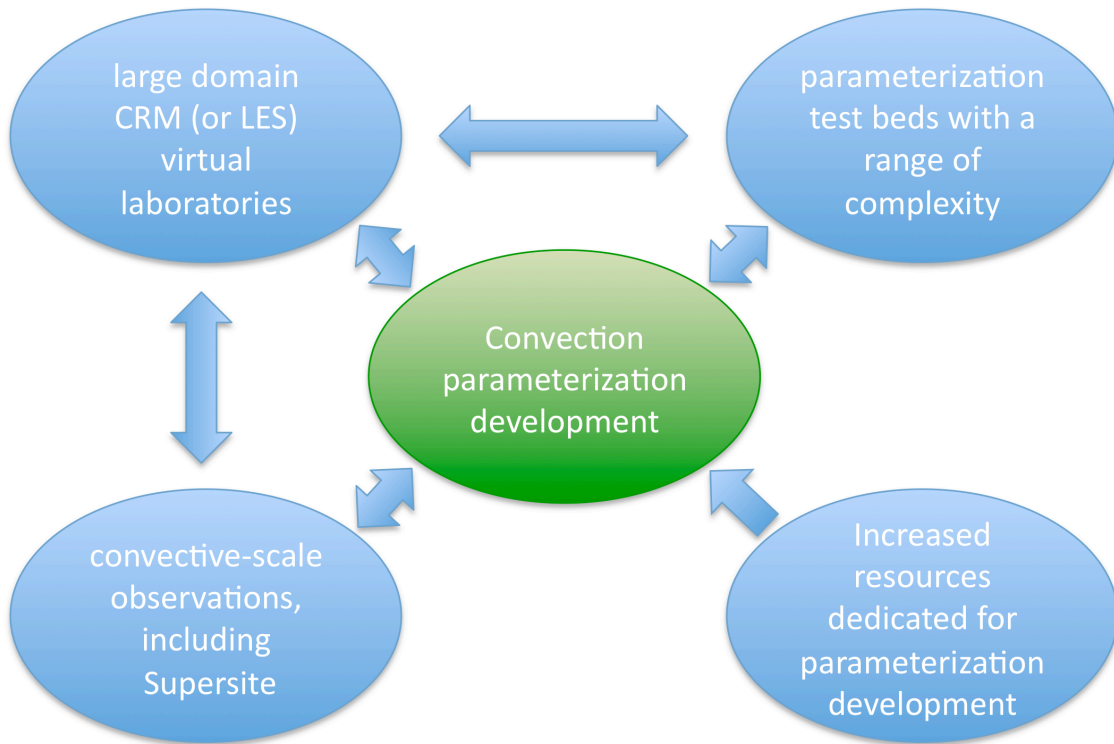 large domain
CRM (or LES)
virtual
laboratories
parameterization
test beds with a
range of
complexity
Convection
parameterization
development
convective-scale
observations,
including
Supersite
Increased
resources
dedicated for
parameterization
development